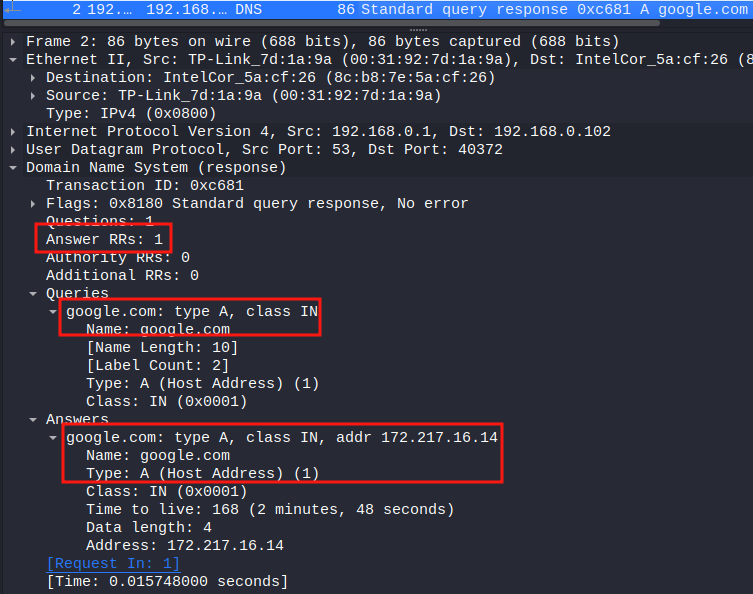 2 192.… 192.168.… DNS 86 Standard query response 0xc681 A google.com
Frame 2: 86 bytes on wire (688 bits), 86 bytes captured (688 bits)
Ethernet II, Src: TP-Link_7d:1a:9a (00:31:92:7d:1a:9a), Dst: IntelCor_5a:cf:26 (8
Destination: IntelCor_5a:cf:26 (8c:b8:7e:5a:cf:26)
Source: TP-Link_7d:1a:9a (00:31:92:7d:1a:9a)
Type: IPv4 (0x0800)
Internet Protocol Version 4, Src: 192.168.0.1, Dst: 192.168.0.102
User Datagram Protocol, Src Port: 53, Dst Port: 40372
Domain Name System (response)
Transaction ID: 0xc681
Flags: 0x8180 Standard query response, No error
Questions: 1
Answer RRs: 1
Authority RRs: 0
Additional RRs: 0
Queries
google.com: type A, class IN
Name: google.com
[Name Length: 10]
[Label Count: 2]
Type: A (Host Address) (1)
Class: IN (0x0001)
Answers
google.com: type A, class IN, addr 172.217.16.14
Name: google.com
Type: A (Host Address) (1)
Class: IN (0x0001)
Time to live: 168 (2 minutes, 48 seconds)
Data length: 4
Address: 172.217.16.14
[Request In: 1]
[Time: 0.015748000 seconds]